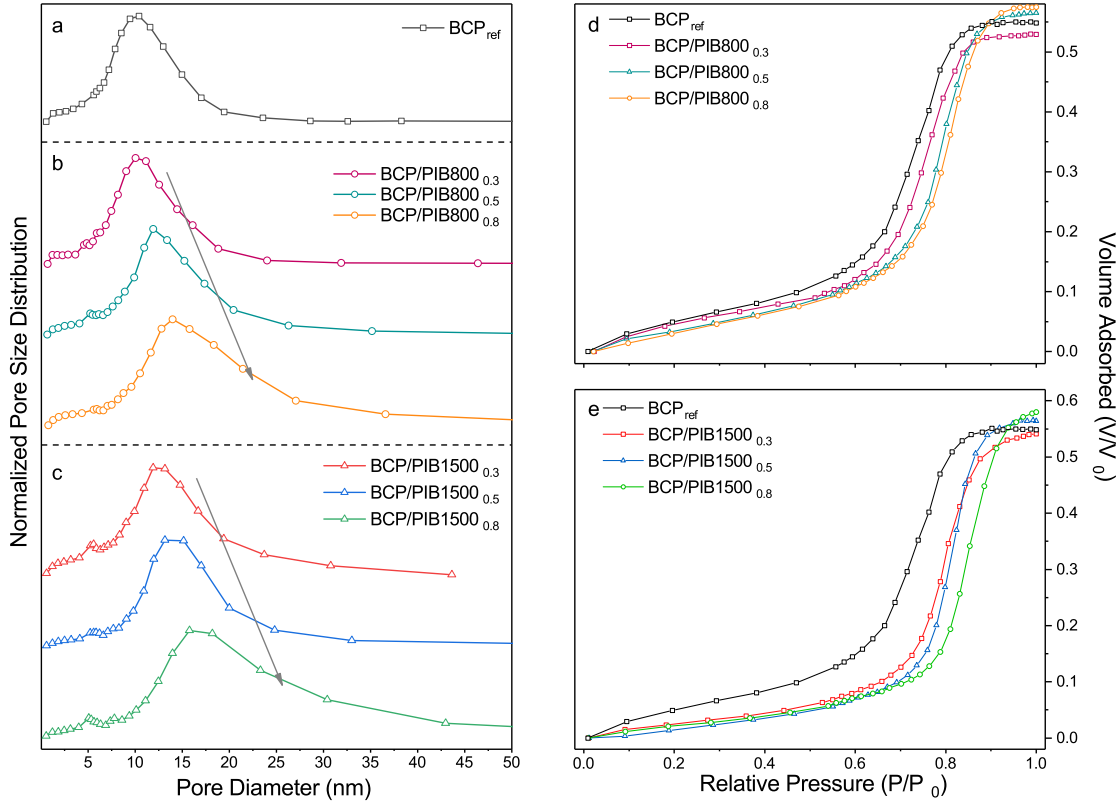 a
BCPref
b
BCP/PIB800 0.3
BCP/PIB800 0.5
BCP/PIB800 0.8
c
BCP/PIB1500 0.3
BCP/PIB1500 0.5
BCP/PIB1500 0.8
Normalized Pore Size Distribution
5 10 15 20 25 30 35 40 45 50
Pore Diameter (nm)
d
BCPref
BCP/PIB800 0.3
BCP/PIB800 0.5
BCP/PIB800 0.8
0.5
0.4
0.3
0.2
0.1
0.0
e
BCPref
BCP/PIB1500 0.3
BCP/PIB1500 0.5
BCP/PIB1500 0.8
0.6
0.5
0.4
0.3
0.2
0.1
0.0
Volume Adsorbed (V/V 0)
0.0 0.2 0.4 0.6 0.8 1.0
Relative Pressure (P/P 0)